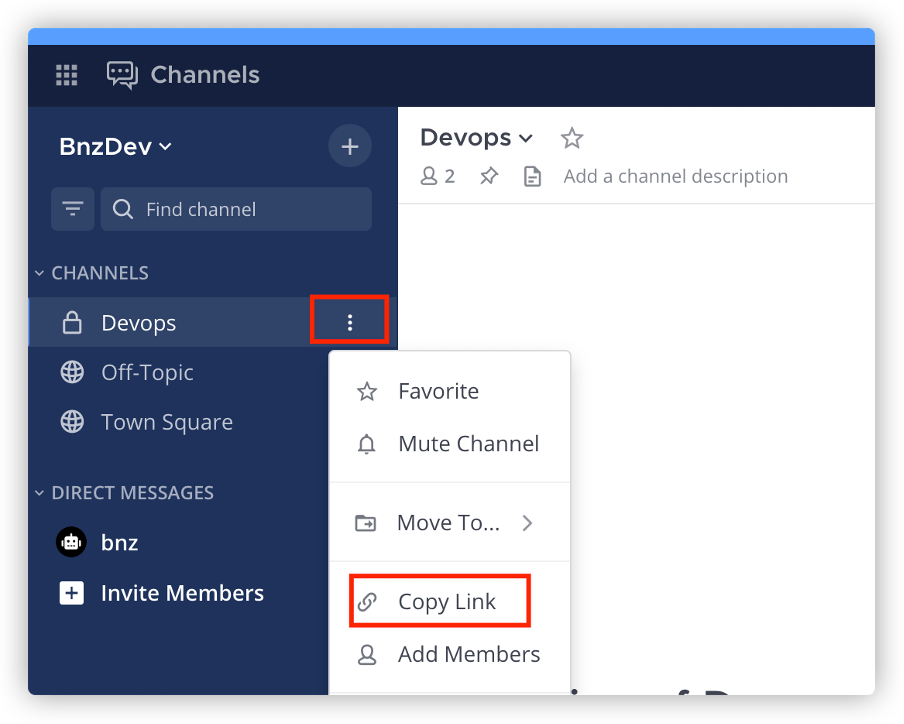 Channels
BnzDev
Devops
2 Add a channel description
Find channel
CHANNELS
Devops
Off-Topic
Town Square
DIRECT MESSAGES
bnz
Invite Members
Favorite
Mute Channel
Move To...
Copy Link
Add Members